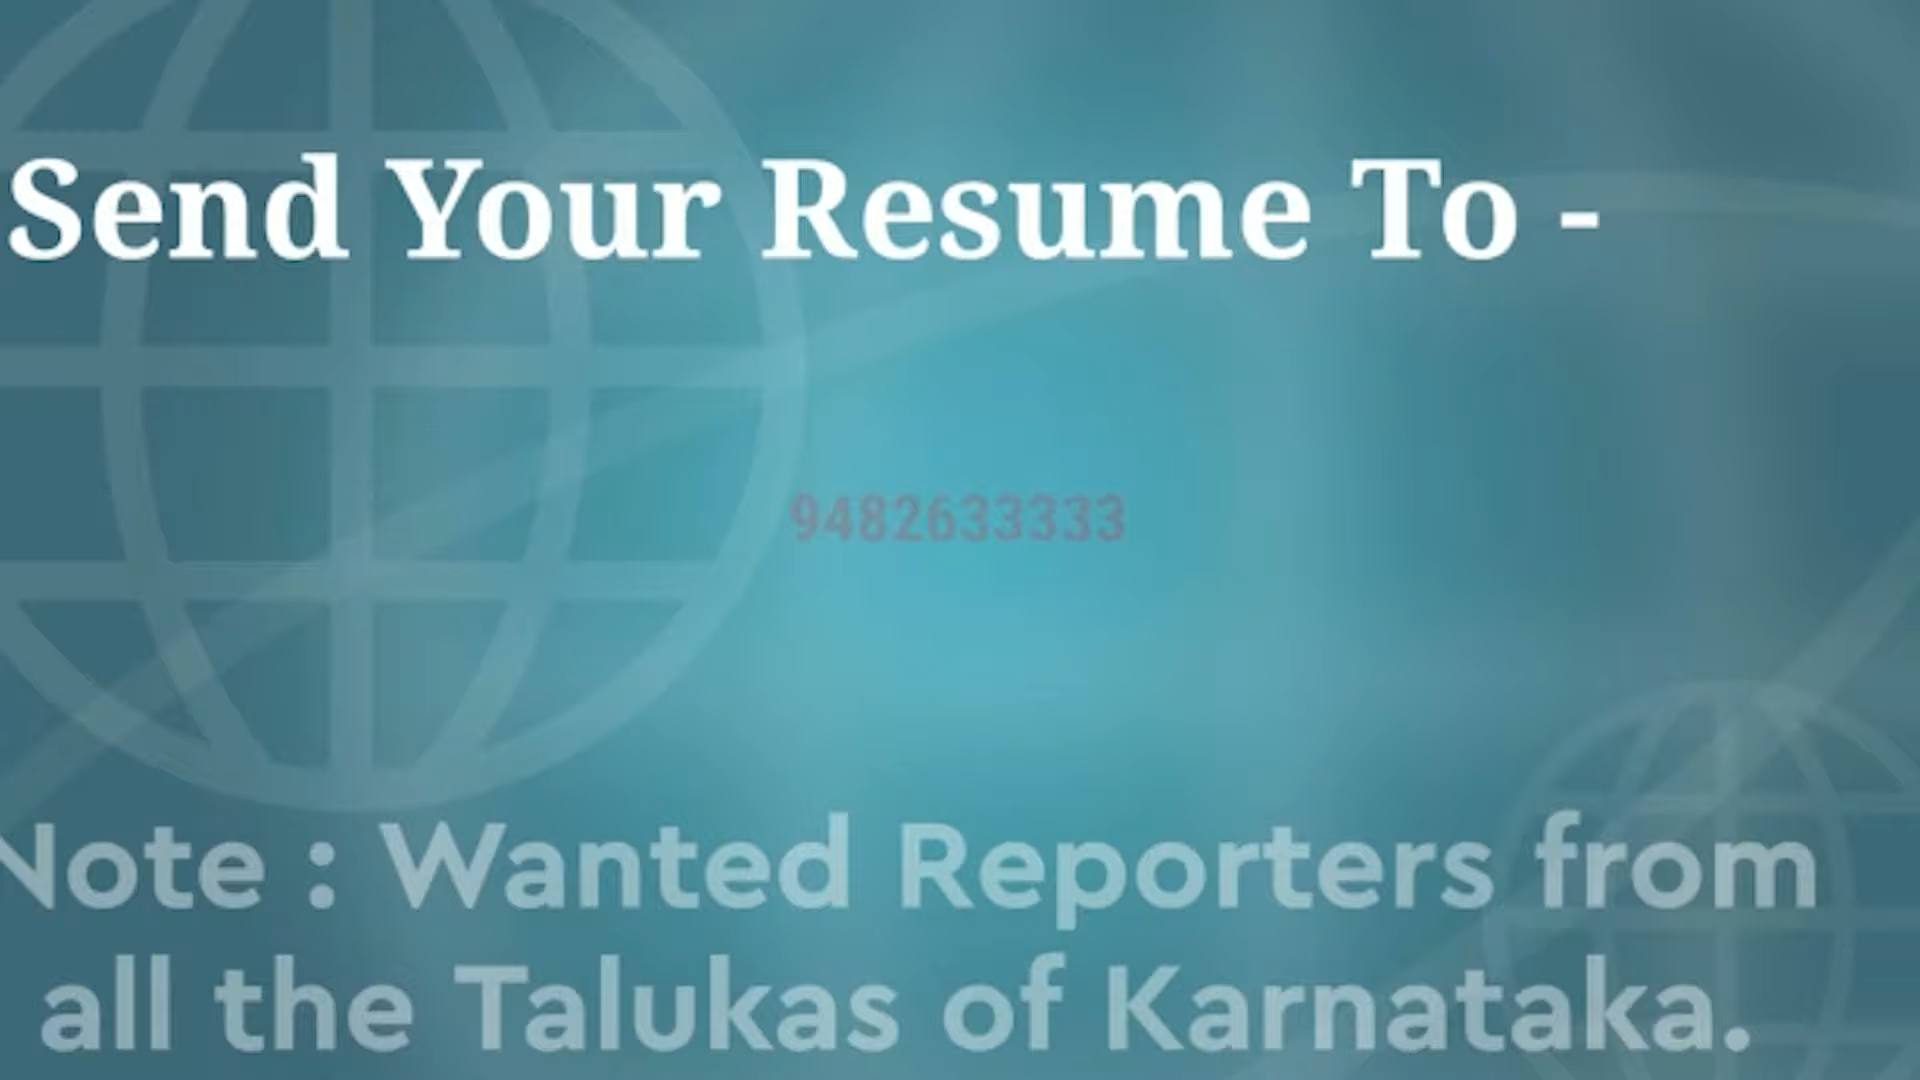 Send Your Resume To -
9482633333
Note : Wanted Reporters from
all the Talukas of Karnataka.